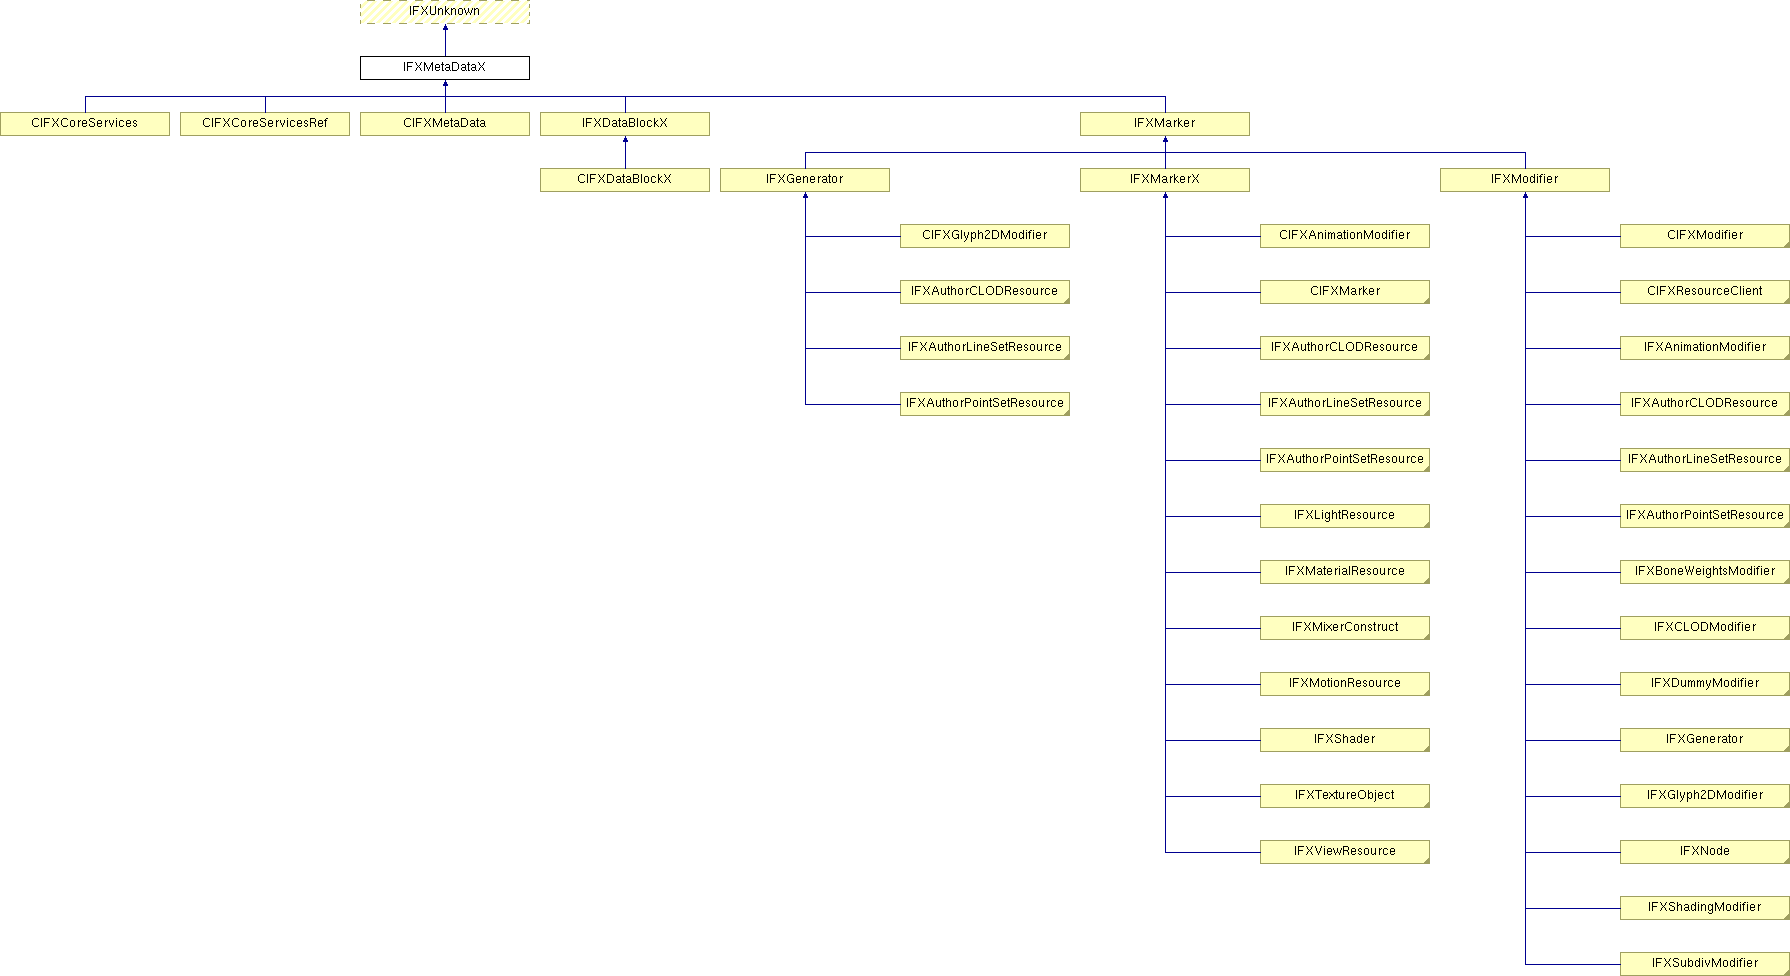 IFXUnknown
IFXMetaDataX
CIFXCoreServices CIFXCoreServicesRef CIFXMetaData IFXDataBlockX IFXMarker
CIFXDataBlockX IFXGenerator IFXMarkerX IFXModifier
CIFXGlyph2DModifier CIFXAnimationModifier CIFXModifier
IFXAuthorCLODResource CIFXMarker CIFXResourceClient
IFXAuthorLineSetResource IFXAuthorCLODResource IFXAnimationModifier
IFXAuthorPointSetResource IFXAuthorLineSetResource IFXAuthorCLODResource
IFXAuthorPointSetResource IFXAuthorLineSetResource
IFXLightResource IFXAuthorPointSetResource
IFXMaterialResource IFXBoneWeightsModifier
IFXMixerConstruct IFXCLODModifier
IFXMotionResource IFXDummyModifier
IFXShader IFXGenerator
IFXTextureObject IFXGlyph2DModifier
IFXViewResource IFXNode
IFXShadingModifier
IFXSubdivModifier